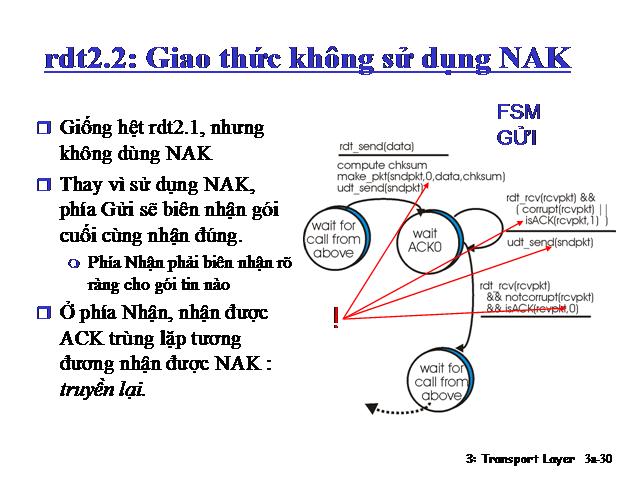 rdt2.2: Giao thức không sử dụng NAK
Giống hệt rdt2.1, nhưng
không dùng NAK
Thay vì sử dụng NAK,
phía Gửi sẽ biên nhận gói
cuối cùng nhận đúng.
Phía Nhận phải biên nhận rõ
ràng cho gói tin nào
Ở phía Nhận, nhận được
ACK trùng lặp tương
đương nhận được NAK :
truyền lại.
FSM
GỬI
rdt_send(data)
compute chksum
make_pkt(sndpkt,0,data,chksum)
udt_send(sndpkt)
wait for
call from
above
wait
ACK0
rdt_rcv(rcvpkt) &&
( corrupt(rcvpkt) ||
isACK(rcvpkt,1) )
udt_send(sndpkt)
rdt_rcv(rcvpkt)
&& notcorrupt(rcvpkt)
&& isACK(rcvpkt,0)
!
wait for
call from
above
3: Transport Layer 3a-30